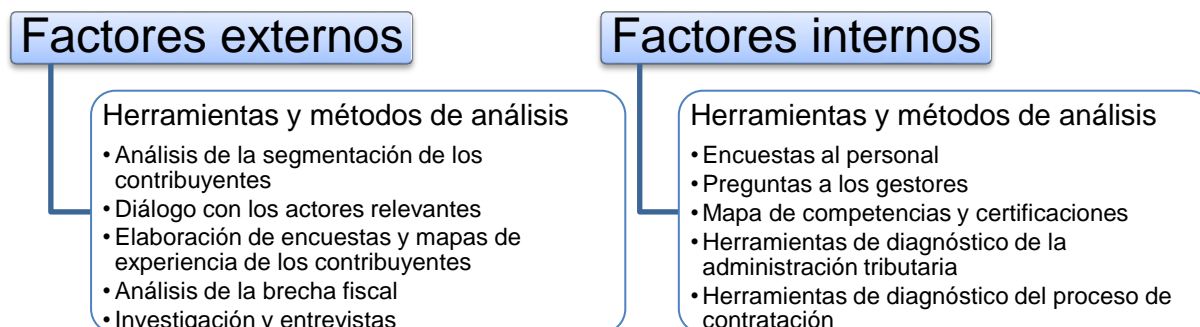 Factores externos
Herramientas y métodos de análisis
• Análisis de la segmentación de los
contribuyentes
• Diálogo con los actores relevantes
• Elaboración de encuestas y mapas de
experiencia de los contribuyentes
• Análisis de la brecha fiscal
• Investigación y entrevistas
Factores internos
Herramientas y métodos de análisis
• Encuestas al personal
• Preguntas a los gestores
• Mapa de competencias y certificaciones
• Herramientas de diagnóstico de la
administración tributaria
• Herramientas de diagnóstico del proceso de
contratación